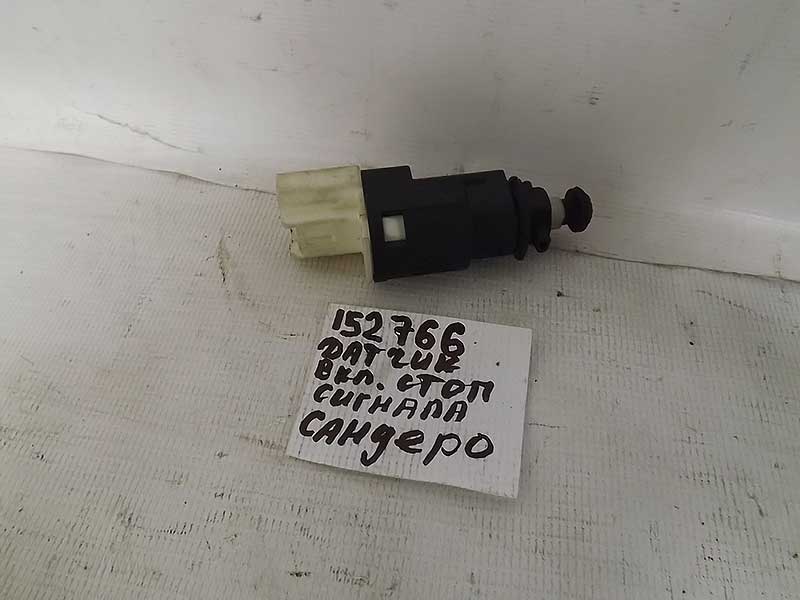 152766
ДАТЧИК
ВКЛ. СТОП
СИГНАЛА
САНДЕРО